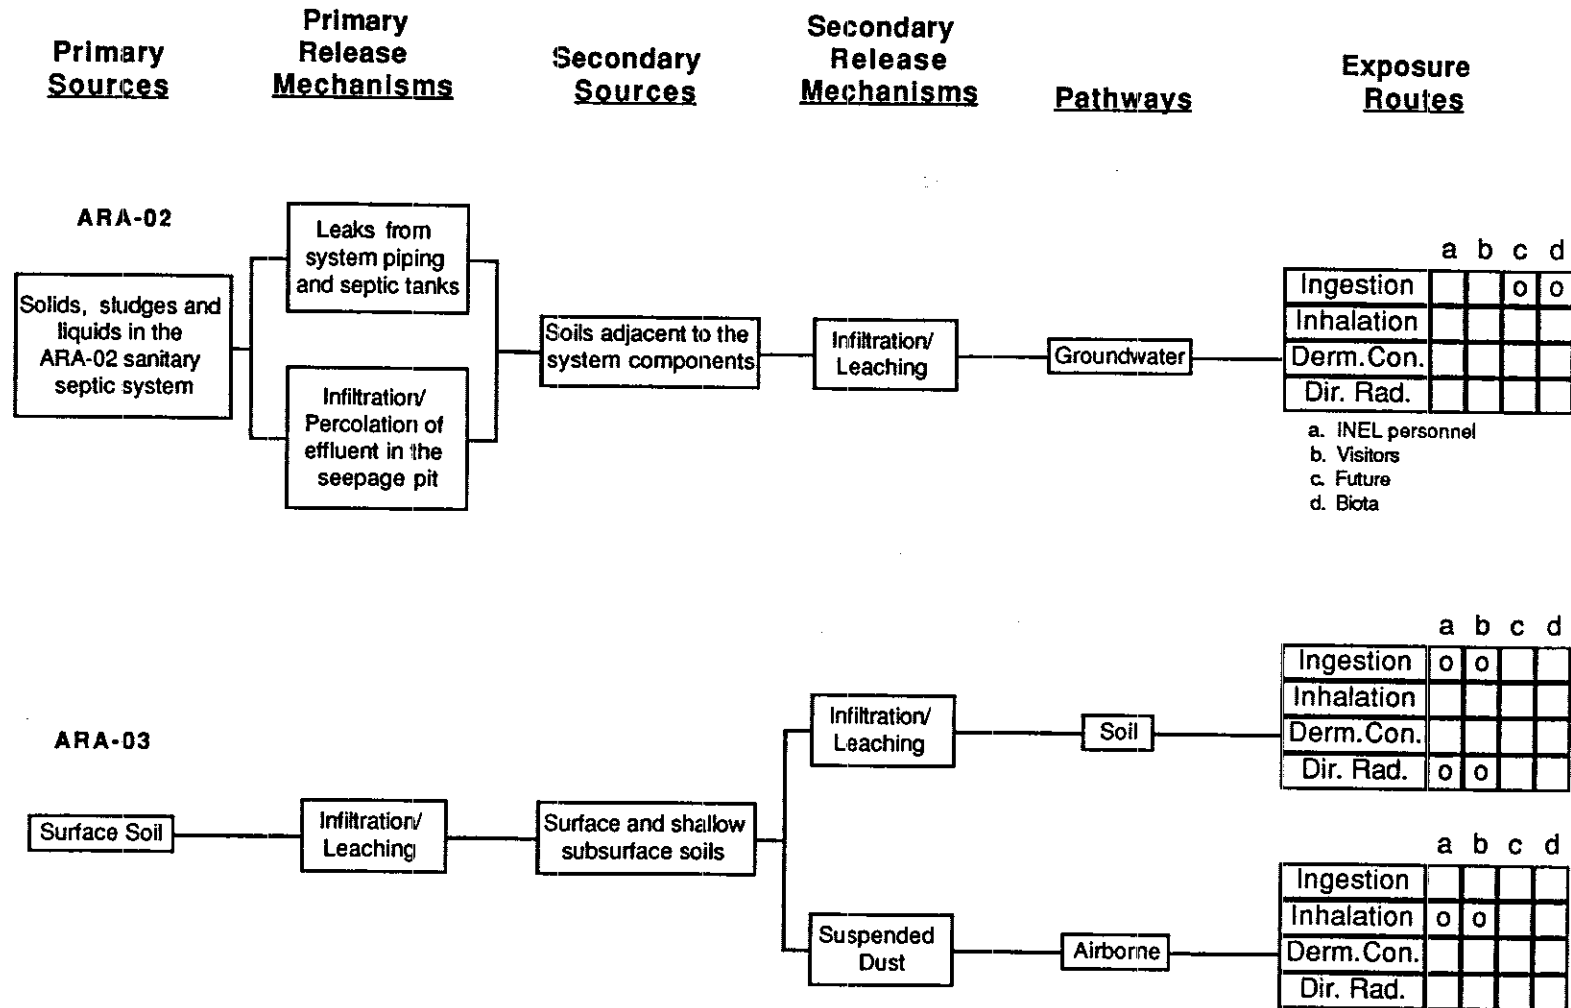 Primary
Sources
Primary
Release
Mechanisms
Secondary
Sources
Secondary
Release
Mechanisms
Pathways
Exposure
Routes
ARA-02
Solids, sludges and
liquids in the
ARA-02 sanitary
septic system
Leaks from
system piping
and septic tanks
Infiltration/
Percolation of
effluent in the
seepage pit
Soils adjacent to the
system components
Infiltration/
Leaching
Groundwater
a b c d
Ingestion o o
Inhalation
Derm.Con.
Dir. Rad.
a. INEL personnel
b. Visitors
c. Future
d. Biota
ARA-03
Surface Soil
Infiltration/
Leaching
Surface and shallow
subsurface soils
Infiltration/
Leaching
Soil
a b c d
Ingestion o o
Inhalation
Derm.Con.
Dir. Rad. o o
Suspended
Dust
Airborne
a b c d
Ingestion
Inhalation o o
Derm.Con.
Dir. Rad.